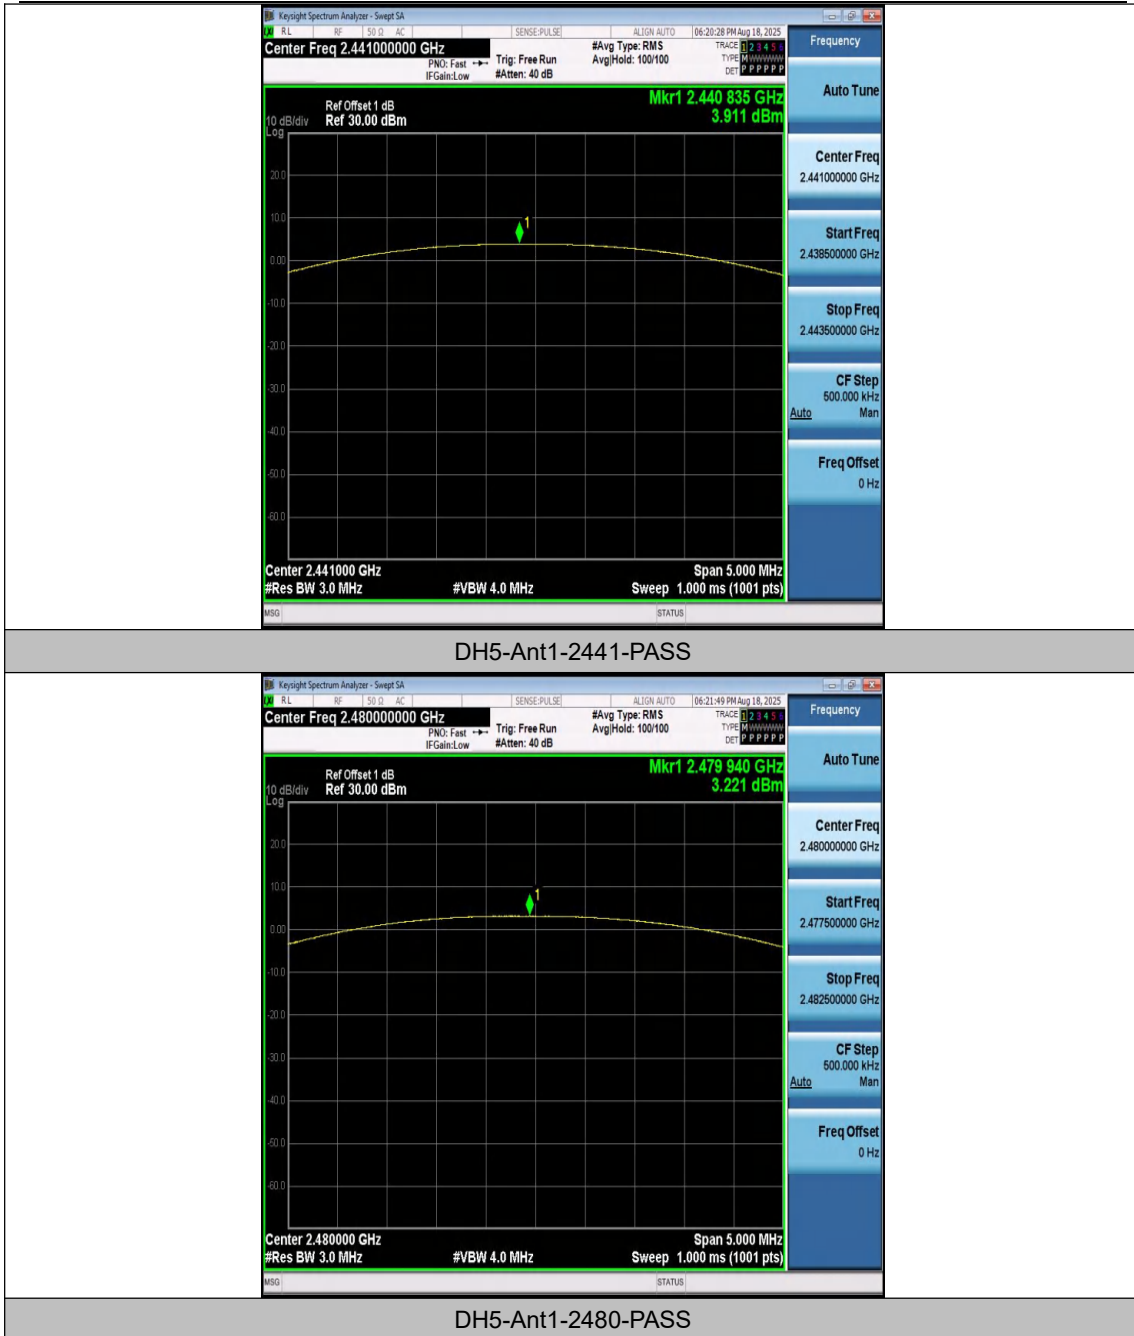 Keysight Spectrum Analyzer - Swept SA
RL RF 50 Ω AC SENSE:PULSE ALIGN AUTO 06:20:28 PM Aug 18, 2025
Center Freq 2.441000000 GHz #Avg Type: RMS TRACE 1 2 3 4 5 6
PNO: Fast Trig: Free Run Avg|Hold: 100/100 TYPE M WWWWW
IFGain:Low #Atten: 40 dB DET P P P P P P
Frequency
Auto Tune
Mkr1 2.440 835 GHz
3.911 dBm
Ref Offset 1 dB
10 dB/div Ref 30.00 dBm
Log
20.0
10.0
0.00
-10.0
-20.0
-30.0
-40.0
-50.0
-60.0
1
Center Freq
2.441000000 GHz
Start Freq
2.438500000 GHz
Stop Freq
2.443500000 GHz
CF Step
500.000 kHz
Auto Man
Freq Offset
0 Hz
Center 2.441000 GHz Span 5.000 MHz
#Res BW 3.0 MHz #VBW 4.0 MHz Sweep 1.000 ms (1001 pts)
MSG STATUS
DH5-Ant1-2441-PASS
Keysight Spectrum Analyzer - Swept SA
RL RF 50 Ω AC SENSE:PULSE ALIGN AUTO 06:21:49 PM Aug 18, 2025
Center Freq 2.480000000 GHz #Avg Type: RMS TRACE 1 2 3 4 5 6
PNO: Fast Trig: Free Run Avg|Hold: 100/100 TYPE M WWWWW
IFGain:Low #Atten: 40 dB DET P P P P P P
Frequency
Auto Tune
Mkr1 2.479 940 GHz
3.221 dBm
Ref Offset 1 dB
10 dB/div Ref 30.00 dBm
Log
20.0
10.0
0.00
-10.0
-20.0
-30.0
-40.0
-50.0
-60.0
1
Center Freq
2.480000000 GHz
Start Freq
2.477500000 GHz
Stop Freq
2.482500000 GHz
CF Step
500.000 kHz
Auto Man
Freq Offset
0 Hz
Center 2.480000 GHz Span 5.000 MHz
#Res BW 3.0 MHz #VBW 4.0 MHz Sweep 1.000 ms (1001 pts)
MSG STATUS
DH5-Ant1-2480-PASS